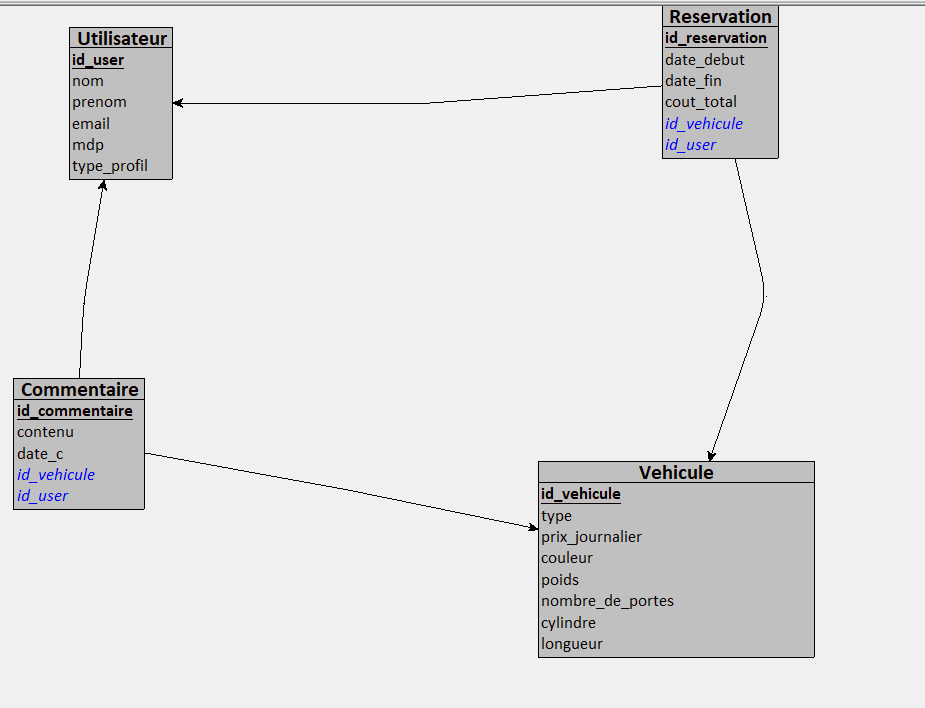 Utilisateur
id_user
nom
prenom
email
mdp
type_profil
Reservation
id_reservation
date_debut
date_fin
cout_total
id_vehicule
id_user
Commentaire
id_commentaire
contenu
date_c
id_vehicule
id_user
Vehicule
id_vehicule
type
prix_journalier
couleur
poids
nombre_de_portes
cylindre
longueur